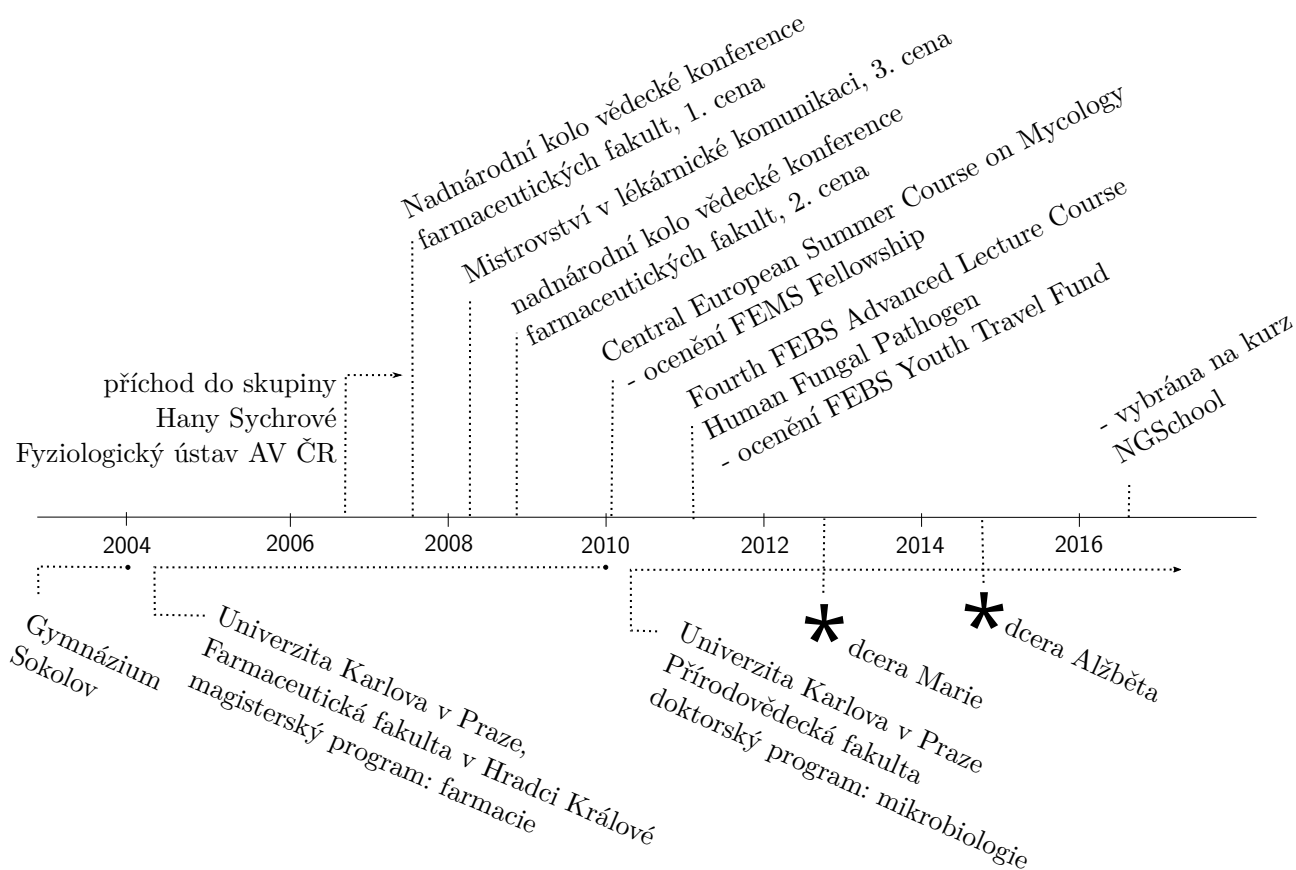 Nadnárodní kolo vědecké konference
farmaceutických fakult, 1. cena
Mistrovství v lékárnické komunikaci, 3. cena
nadnárodní kolo vědecké konference
farmaceutických fakult, 2. cena
Central European Summer Course on Mycology
- ocenění FEMS Fellowship
Fourth FEBS Advanced Lecture Course
Human Fungal Pathogen
- ocenění FEBS Youth Travel Fund
- vybrána na kurz
NGSchool
příchod do skupiny
Hany Sychrové
Fyziologický ústav AV ČR
2004 2006 2008 2010 2012 2014 2016
Gymnázium
Sokolov
Univerzita Karlova v Praze,
Farmaceutická fakulta v Hradci Králové
magisterský program: farmacie
Univerzita Karlova v Praze
Přírodovědecká fakulta
doktorský program: mikrobiologie
* dcera Marie
* dcera Alžběta